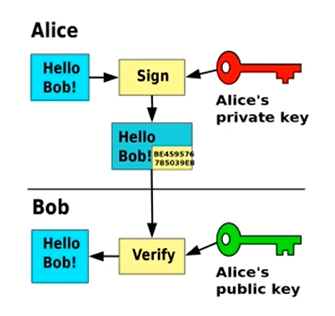 Alice
Hello
Bob!
Sign
Alice's
private key
Hello
Bob!
BE459576
785039E8
Bob
Hello
Bob!
Verify
Alice's
public key